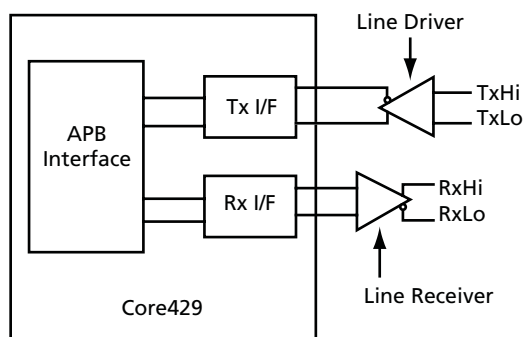 Line Driver
APB
Interface
Tx I/F
TxHi
TxLo
Rx I/F
RxHi
RxLo
Line Receiver
Core429